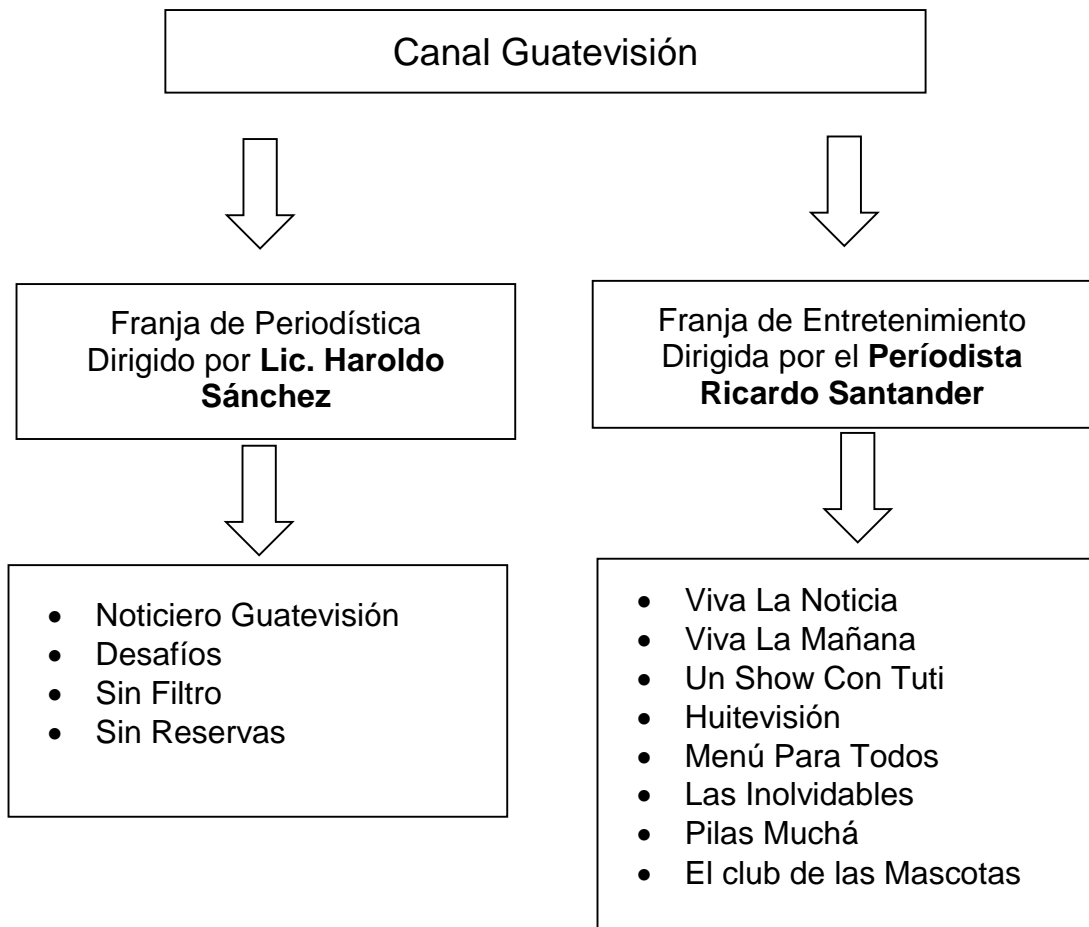 Canal Guatevisión
Franja de Periodística
Dirigido por Lic. Haroldo
Sánchez
Franja de Entretenimiento
Dirigida por el Períodista
Ricardo Santander
• Noticiero Guatevisión
• Desafíos
• Sin Filtro
• Sin Reservas
• Viva La Noticia
• Viva La Mañana
• Un Show Con Tuti
• Huitevisión
• Menú Para Todos
• Las Inolvidables
• Pilas Muchá
• El club de las Mascotas